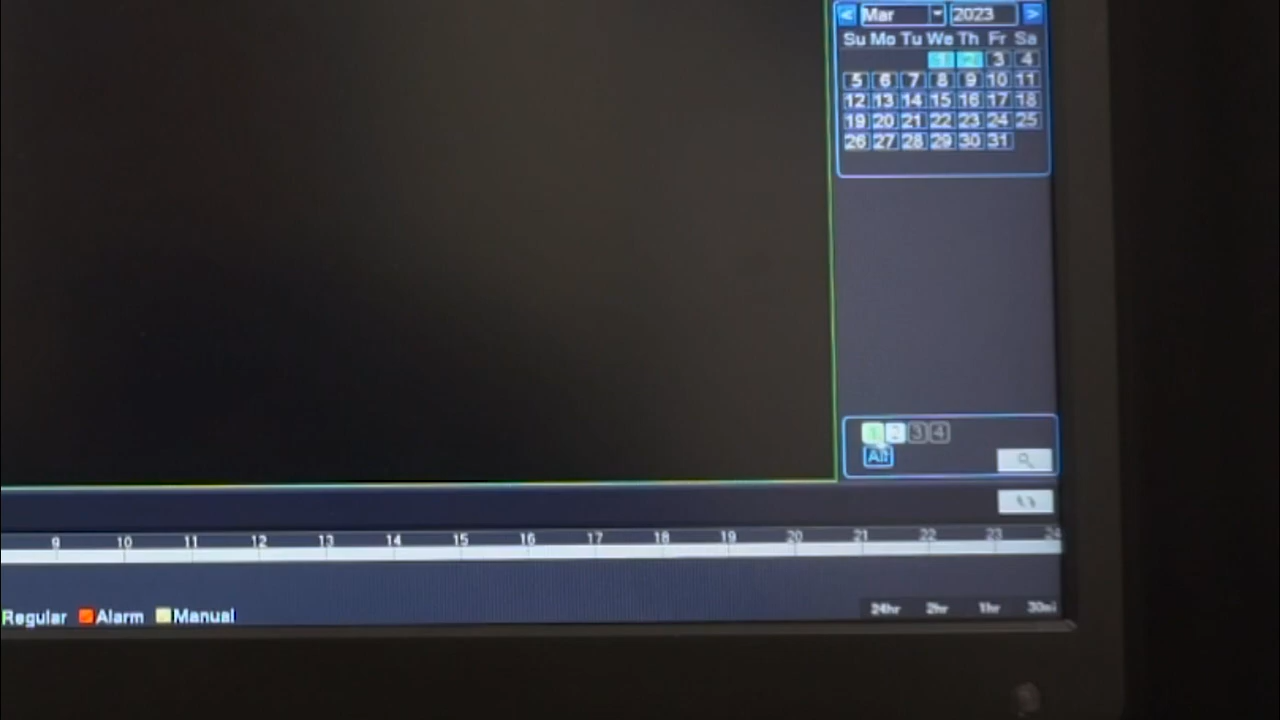 < Mar 2023 >
Su Mo Tu We Th Fr Sa
1 2 3 4
5 6 7 8 9 10 11
12 13 14 15 16 17 18
19 20 21 22 23 24 25
26 27 28 29 30 31
1 2 3 4
All
9 10 11 12 13 14 15 16 17 18 19 20 21 22 23 24
Regular Alarm Manual
24hr 2hr 1hr 30mi